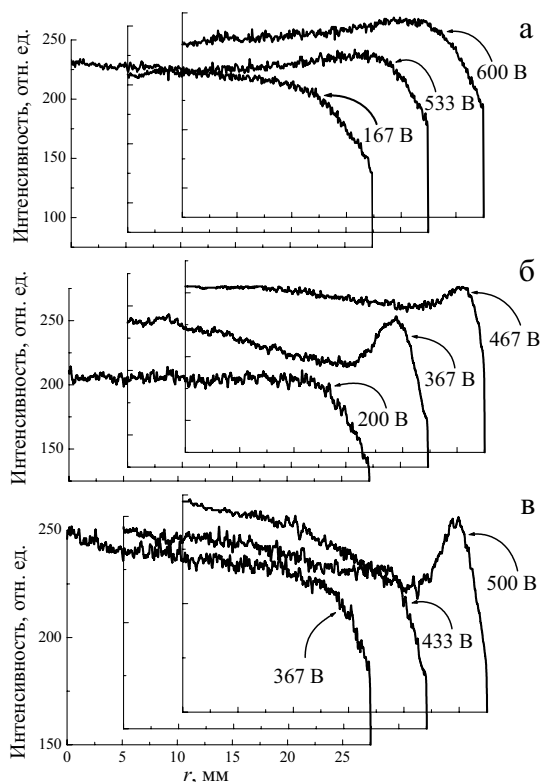 а
Интенсивность, отн. ед.
250
200
150
100
600 В
533 В
167 В
б
Интенсивность, отн. ед.
250
200
150
467 В
367 В
200 В
в
Интенсивность, отн. ед.
250
200
150
500 В
433 В
367 В
0 5 10 15 20 25
r, мм